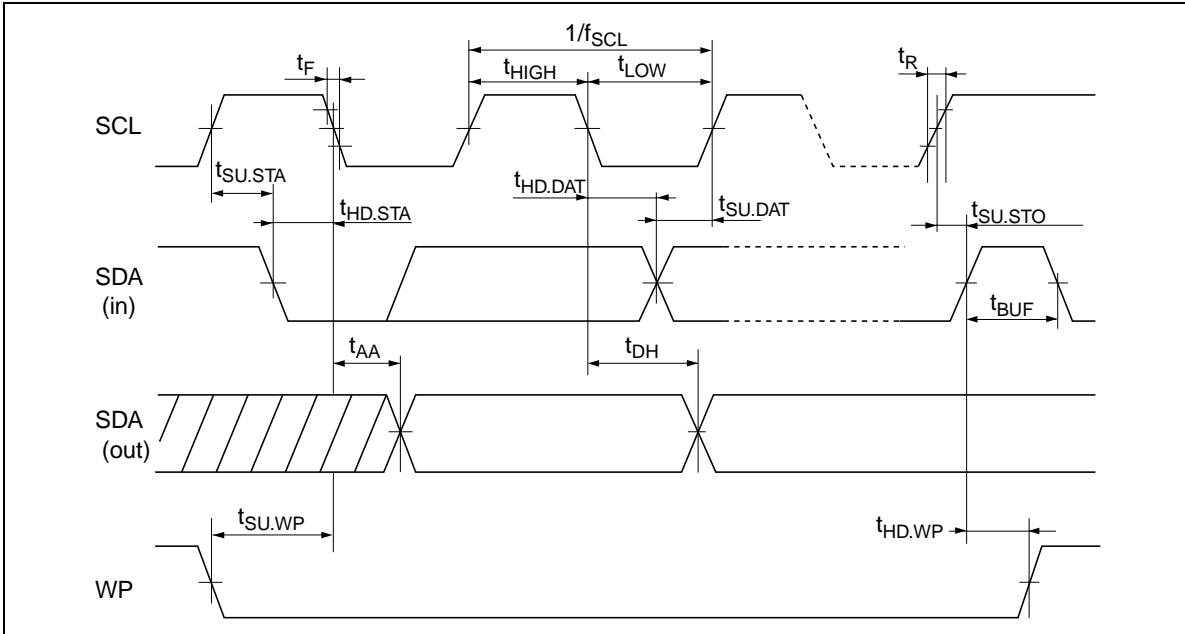 1/fSCL
tF
tHIGH
tLOW
tR
SCL
tSU.STA
tHD.STA
tHD.DAT
tSU.DAT
tSU.STO
SDA
(in)
tBUF
tAA
tDH
SDA
(out)
tSU.WP
tHD.WP
WP